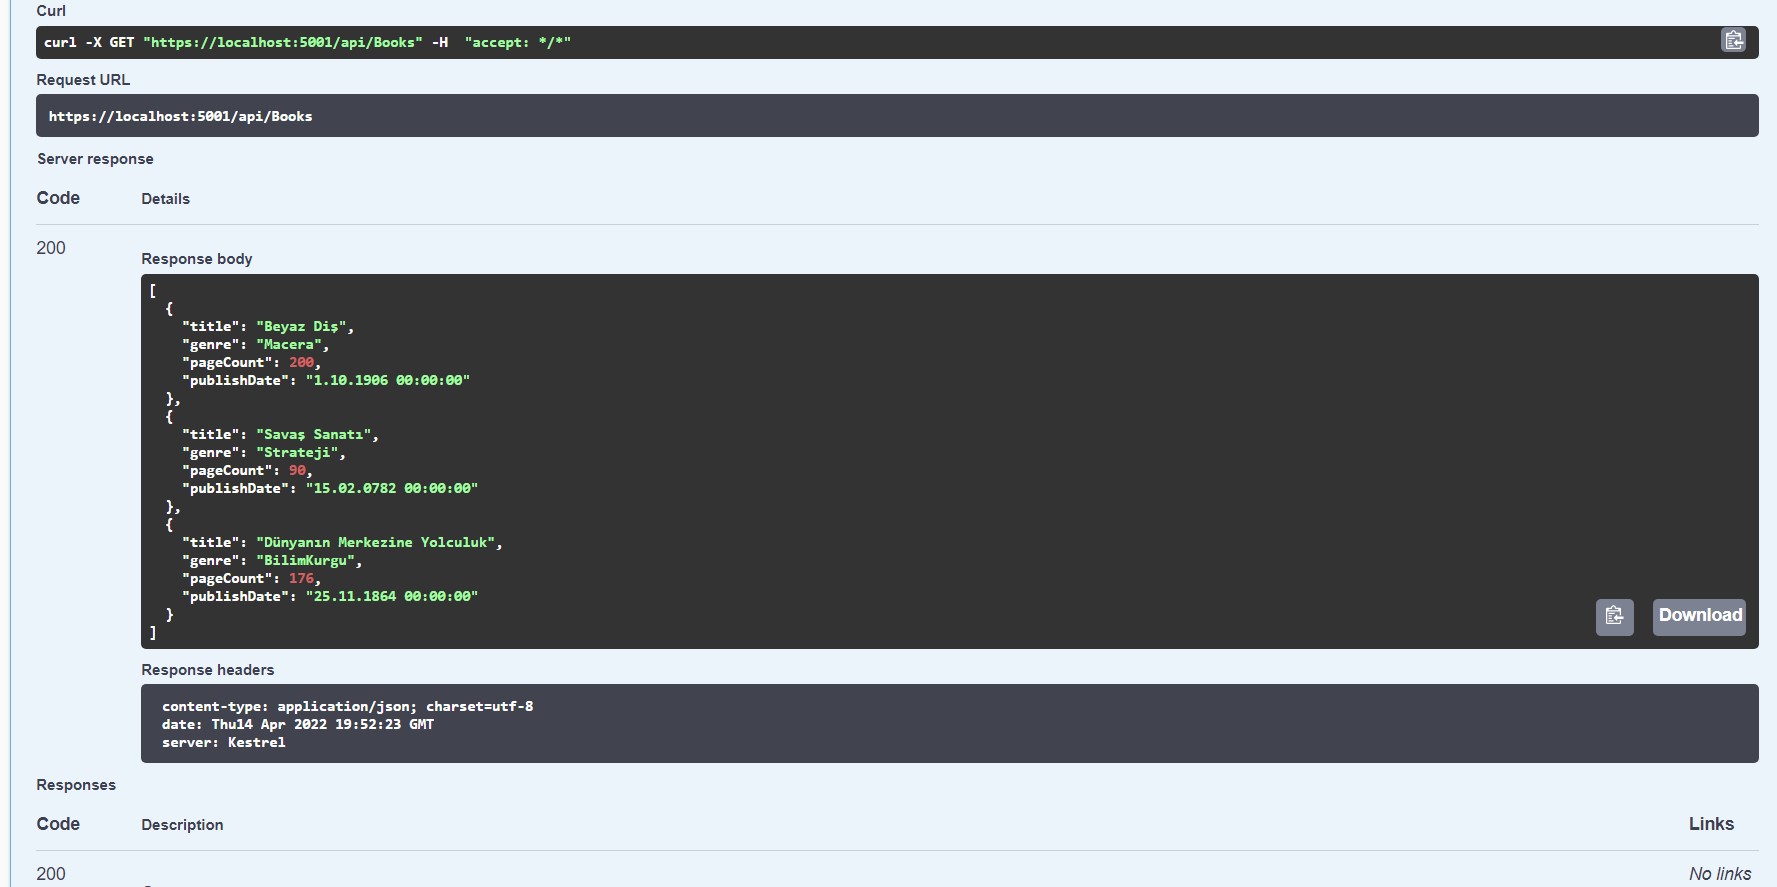 Curl
curl -X GET "https://localhost:5001/api/Books" -H  "accept: */*"
Request URL
https://localhost:5001/api/Books
Server response
Code Details
200
Response body
[
  {
    "title": "Beyaz Diş",
    "genre": "Macera",
    "pageCount": 200,
    "publishDate": "1.10.1906 00:00:00"
  },
  {
    "title": "Savaş Sanatı",
    "genre": "Strateji",
    "pageCount": 90,
    "publishDate": "15.02.0782 00:00:00"
  },
  {
    "title": "Dünyanın Merkezine Yolculuk",
    "genre": "BilimKurgu",
    "pageCount": 176,
    "publishDate": "25.11.1864 00:00:00"
  }
]
Download
Response headers
content-type: application/json; charset=utf-8
date: Thu14 Apr 2022 19:52:23 GMT
server: Kestrel
Responses
Code Description Links
200 No links